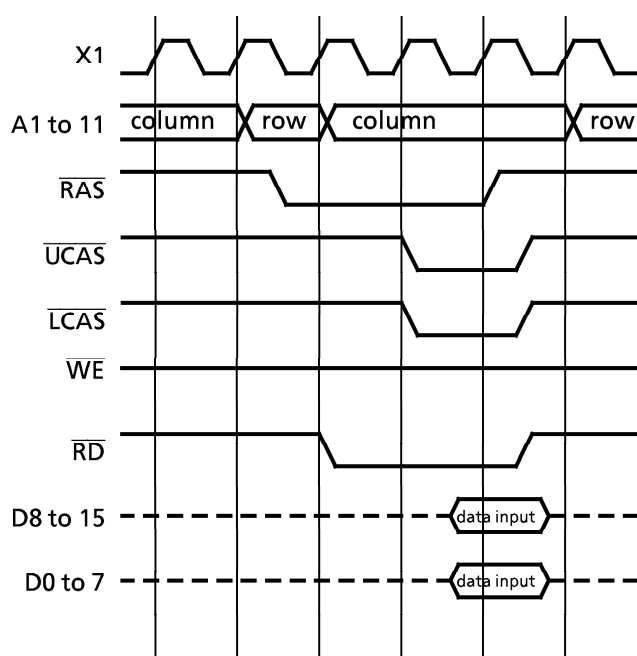 X1
A1 to 11 column row column row
RAS
UCAS
LCAS
WE
RD
D8 to 15 data input
D0 to 7 data input